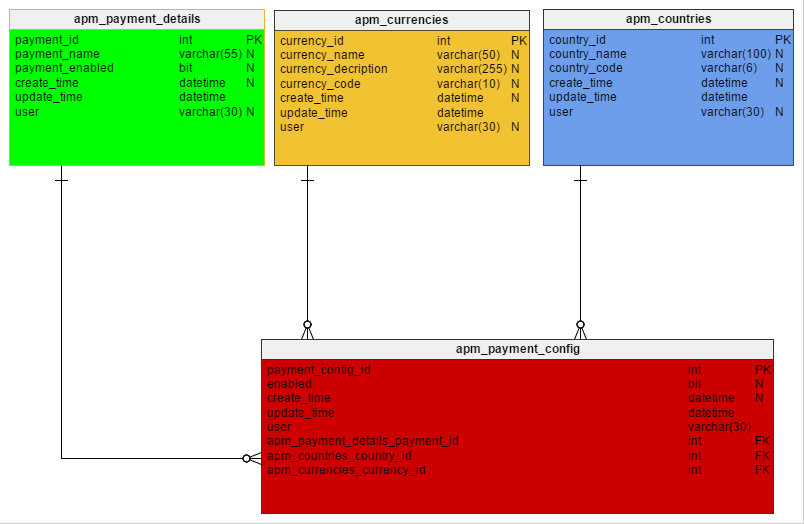 apm_payment_details
payment_id int PK
payment_name varchar(55) N
payment_enabled bit N
create_time datetime N
update_time datetime
user varchar(30) N
apm_currencies
currency_id int PK
currency_name varchar(50) N
currency_decription varchar(255) N
currency_code varchar(10) N
create_time datetime N
update_time datetime
user varchar(30) N
apm_countries
country_id int PK
country_name varchar(100) N
country_code varchar(6) N
create_time datetime N
update_time datetime
user varchar(30) N
apm_payment_config
payment_config_id int PK
enabled bit N
create_time datetime N
update_time datetime
user varchar(30)
apm_payment_details_payment_id int FK
apm_countries_country_id int FK
apm_currencies_currency_id int FK